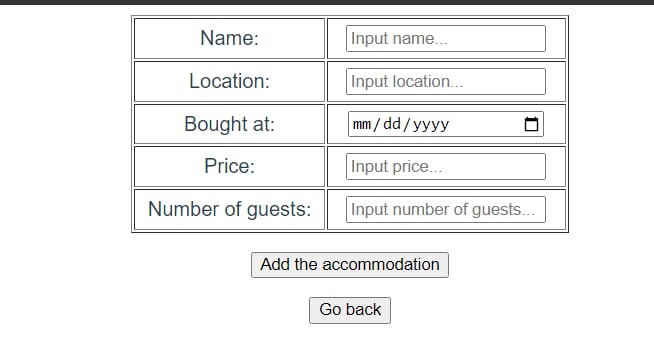 Name: Input name...
Location: Input location...
Bought at: mm/dd/yyyy
Price: Input price...
Number of guests: Input number of guests...
Add the accommodation
Go back